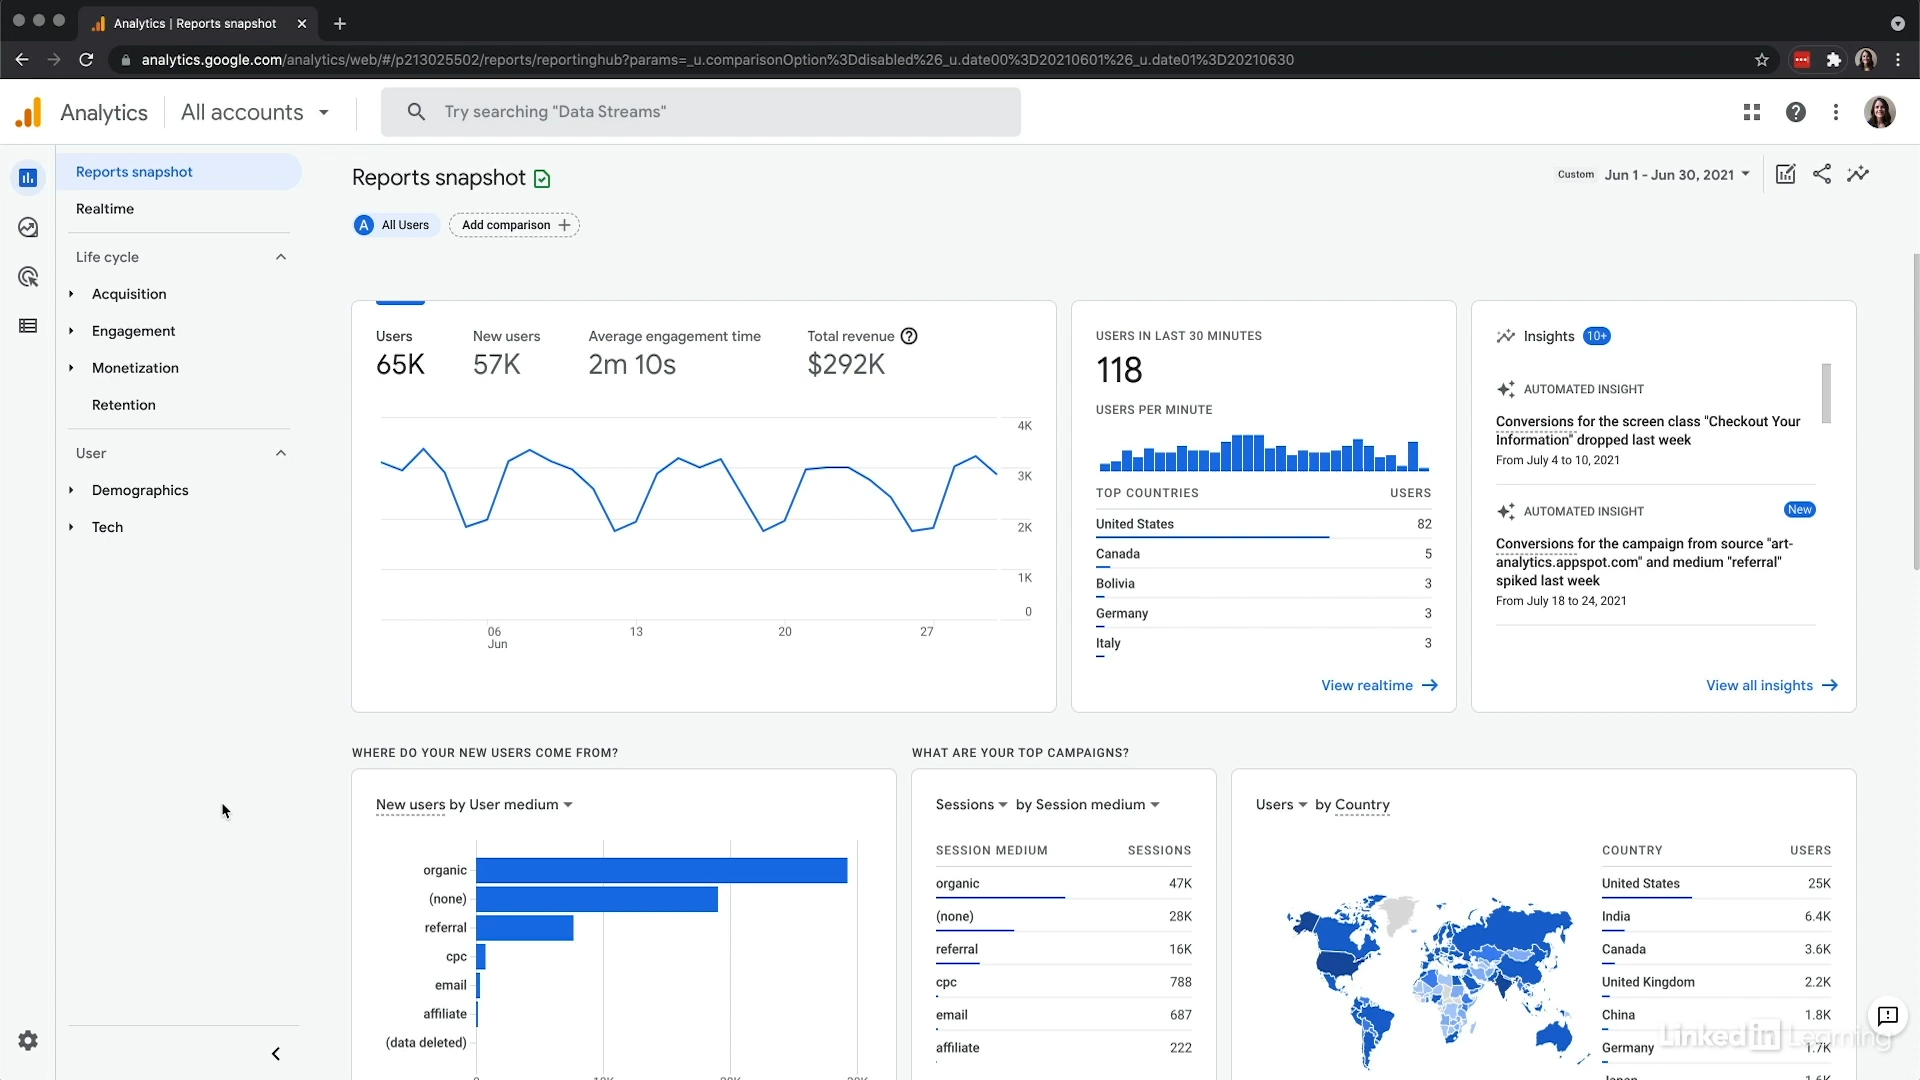 Analytics | Reports snapshot
analytics.google.com/analytics/web/#/p213025502/reports/reportinghub?params=_u.comparisonOption%3Ddisabled%26_u.date00%3D20210601%26_u.date01%3D20210630
Analytics
All accounts
Try searching "Data Streams"
Reports snapshot
Realtime
Life cycle
Acquisition
Engagement
Monetization
Retention
User
Demographics
Tech
Reports snapshot
Custom Jun 1 - Jun 30, 2021
A All Users
Add comparison
Users
65K
New users
57K
Average engagement time
2m 10s
Total revenue
$292K
4K
3K
2K
1K
0
06
Jun
13
20
27
USERS IN LAST 30 MINUTES
118
USERS PER MINUTE
TOP COUNTRIES USERS
United States 82
Canada 5
Bolivia 3
Germany 3
Italy 3
View realtime
Insights 10+
AUTOMATED INSIGHT
Conversions for the screen class "Checkout Your
Information" dropped last week
From July 4 to 10, 2021
AUTOMATED INSIGHT New
Conversions for the campaign from source "art-
analytics.appspot.com" and medium "referral"
spiked last week
From July 18 to 24, 2021
View all insights
WHERE DO YOUR NEW USERS COME FROM?
New users by User medium
organic
(none)
referral
cpc
email
affiliate
(data deleted)
WHAT ARE YOUR TOP CAMPAIGNS?
Sessions by Session medium
SESSION MEDIUM SESSIONS
organic 47K
(none) 28K
referral 16K
cpc 788
email 687
affiliate 222
Users by Country
COUNTRY USERS
United States 25K
India 6.4K
Canada 3.6K
United Kingdom 2.2K
China 1.8K
Germany 1.7K
LinkedIn Learning